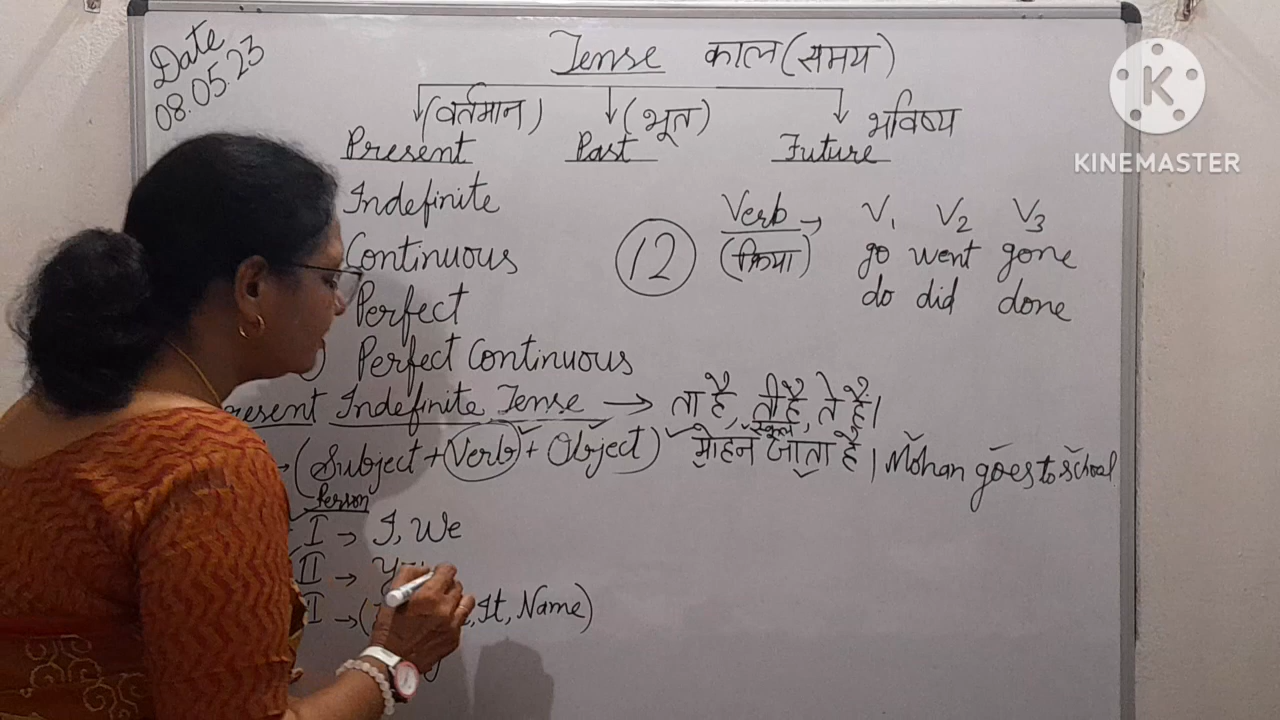 Date
08.05.23
Tense काल (समय)
(वर्तमान) (भूत) भविष्य
Present Past Future
Indefinite
Continuous
Perfect
Perfect Continuous
12
Verb → V1 V2 V3
(क्रिया) go went gone
do did done
Indefinite Tense → ता है, ती है, ते हैं।
(Subject + Verb + Object) मोहन स्कूल जाता है। Mohan goes to school
Person
I → I, We
II →
It, Name)
KINEMASTER